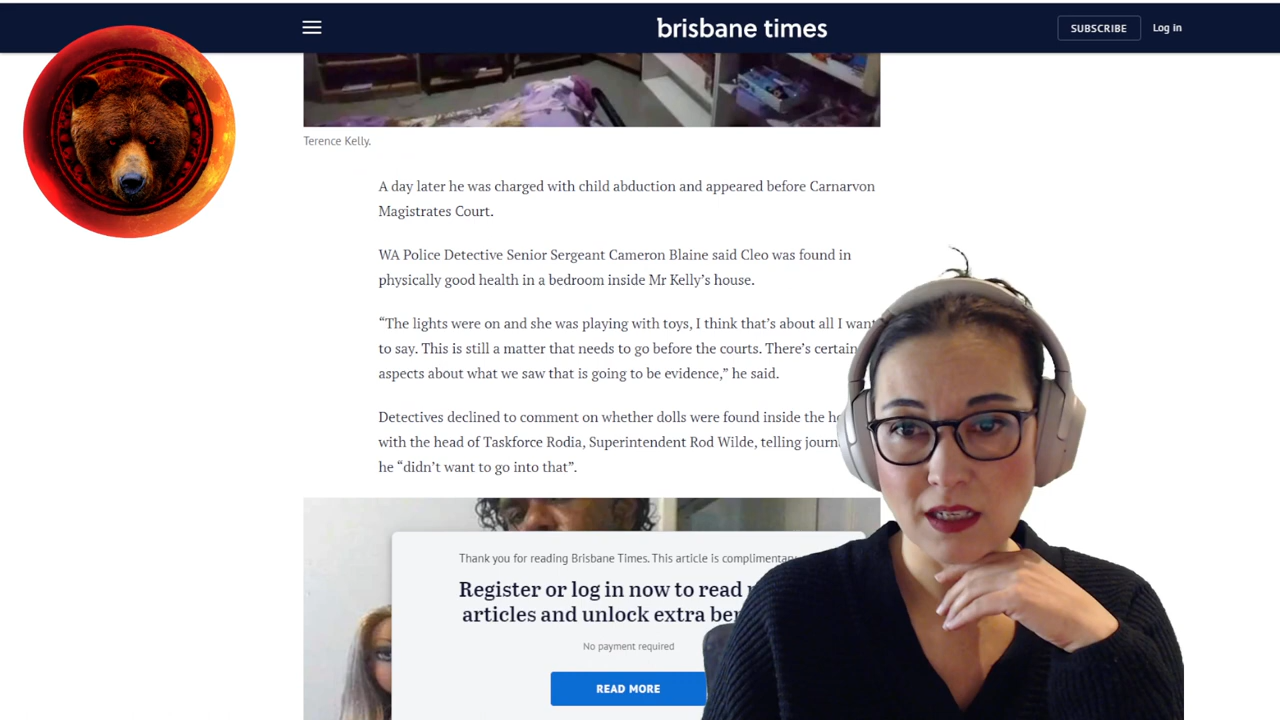 brisbane times
SUBSCRIBE
Log in
Terence Kelly.
A day later he was charged with child abduction and appeared before Carnarvon
Magistrates Court.
WA Police Detective Senior Sergeant Cameron Blaine said Cleo was found in
physically good health in a bedroom inside Mr Kelly’s house.
“The lights were on and she was playing with toys, I think that’s about all I want
to say. This is still a matter that needs to go before the courts. There’s certain
aspects about what we saw that is going to be evidence,” he said.
Detectives declined to comment on whether dolls were found inside the
with the head of Taskforce Rodia, Superintendent Rod Wilde, telling
he “didn’t want to go into that”.
Thank you for reading Brisbane Times. This article is complimentary
Register or log in now to read
articles and unlock extra
No payment required
READ MORE